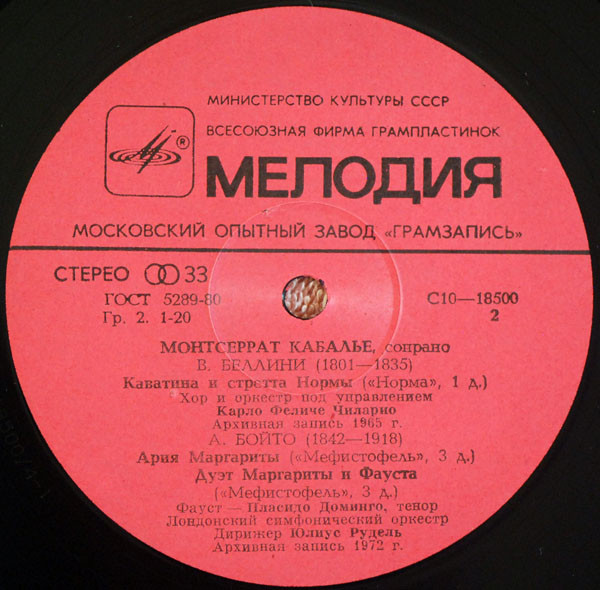 МИНИСТЕРСТВО КУЛЬТУРЫ СССР
ВСЕСОЮЗНАЯ ФИРМА ГРАМПЛАСТИНОК
®
МЕЛОДИЯ
МОСКОВСКИЙ ОПЫТНЫЙ ЗАВОД «ГРАМЗАПИСЬ»
СТЕРЕО 33
ГОСТ 5289-80
Гр. 2. 1-20
С10—18500
2
МОНТСЕРРАТ КАБАЛЬЕ, сопрано
В. БЕЛЛИНИ (1801—1835)
Каватина и стретта Нормы («Норма», 1 д.)
Хор и оркестр под управлением
Карло Феличе Чиларио
Архивная запись 1965 г.
А. БОЙТО (1842—1918)
Ария Маргариты («Мефистофель», 3 д.)
Дуэт Маргариты и Фауста
(«Мефистофель», 3 д.)
Фауст — Пласидо Доминго, тенор
Лондонский симфонический оркестр
Дирижер Юлиус Рудель
Архивная запись 1972 г.